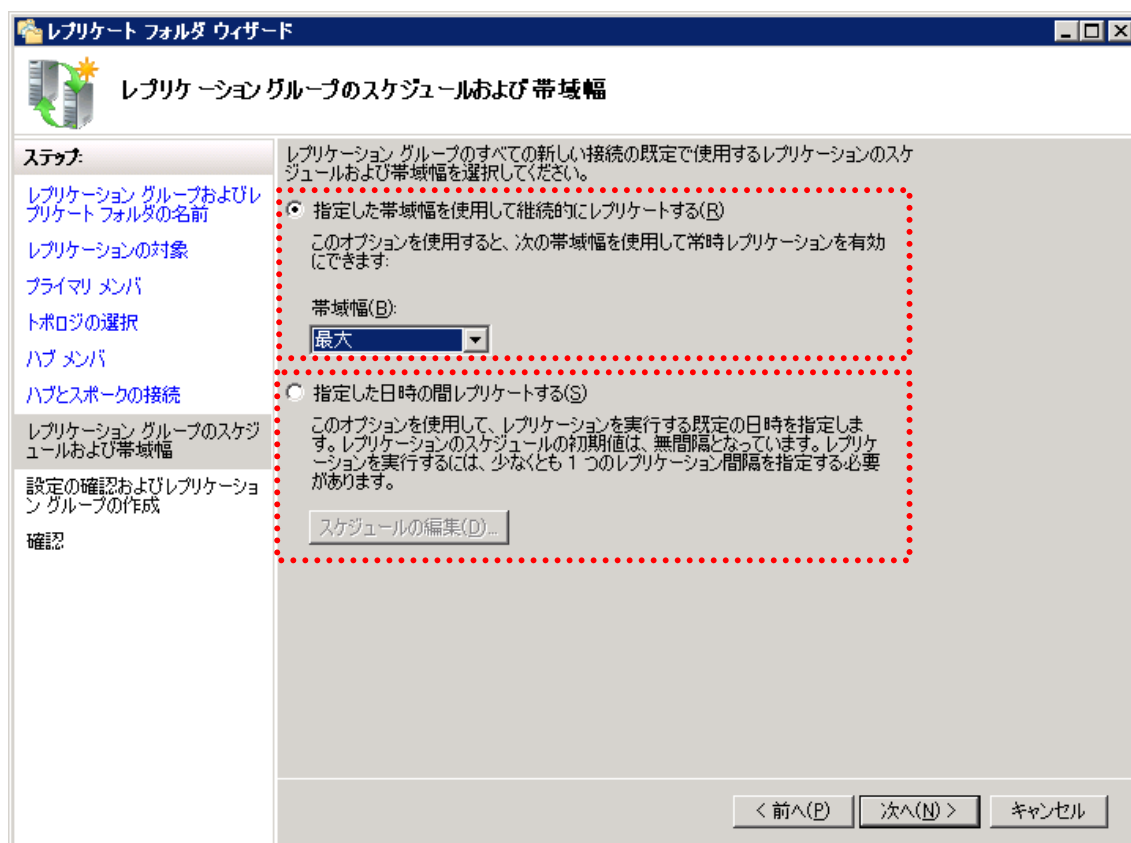 レプリケート フォルダ ウィザード
レプリケーション グループのスケジュールおよび帯域幅
ステップ:
レプリケーション グループおよびレ
プリケート フォルダの名前
レプリケーションの対象
プライマリ メンバ
トポロジの選択
ハブ メンバ
ハブとスポークの接続
レプリケーション グループのスケジ
ュールおよび帯域幅
設定の確認およびレプリケーショ
ン グループの作成
確認
レプリケーション グループのすべての新しい接続の既定で使用するレプリケーションのスケ
ジュールおよび帯域幅を選択してください。
指定した帯域幅を使用して継続的にレプリケートする(R)
このオプションを使用すると、次の帯域幅を使用して常時レプリケーションを有効
にできます:
帯域幅(B):
最大
指定した日時の間レプリケートする(S)
このオプションを使用して、レプリケーションを実行する既定の日時を指定しま
す。レプリケーションのスケジュールの初期値は、無間隔となっています。レプリケ
ーションを実行するには、少なくとも 1 つのレプリケーション間隔を指定する必要
があります。
スケジュールの編集(D)...
< 前へ(P)
次へ(N) >
キャンセル